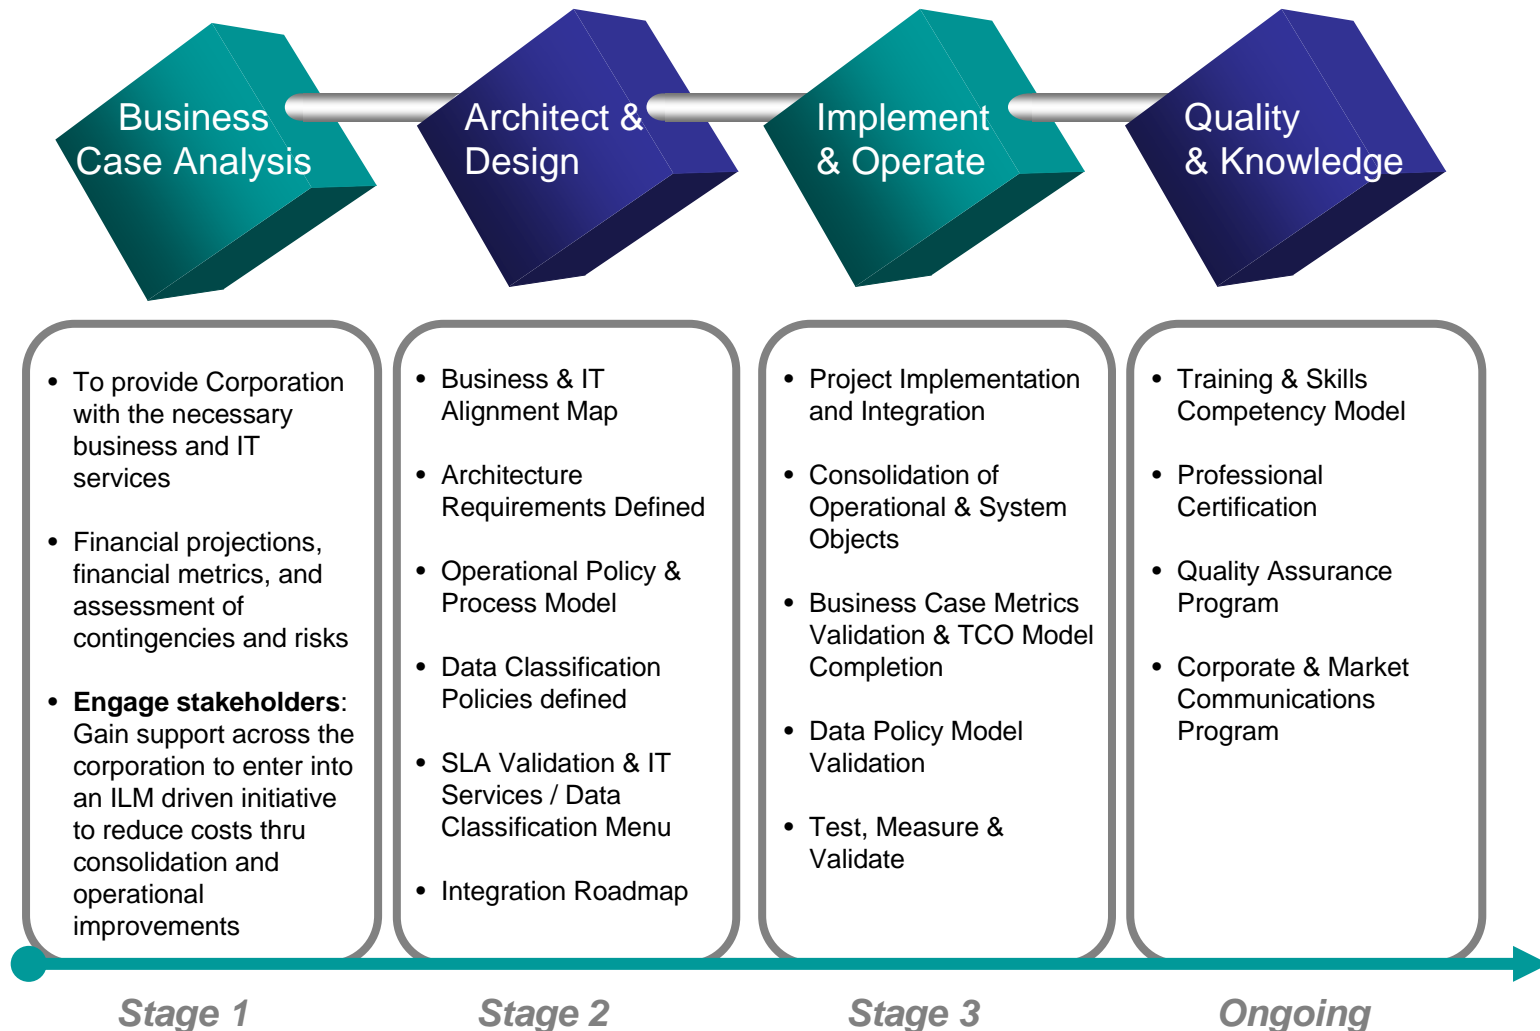 Business
Case Analysis
Architect &
Design
Implement
& Operate
Quality
& Knowledge
• To provide Corporation
with the necessary
business and IT
services
• Financial projections,
financial metrics, and
assessment of
contingencies and risks
• Engage stakeholders:
Gain support across the
corporation to enter into
an ILM driven initiative
to reduce costs thru
consolidation and
operational
improvements
• Business & IT
Alignment Map
• Architecture
Requirements Defined
• Operational Policy &
Process Model
• Data Classification
Policies defined
• SLA Validation & IT
Services / Data
Classification Menu
• Integration Roadmap
• Project Implementation
and Integration
• Consolidation of
Operational & System
Objects
• Business Case Metrics
Validation & TCO Model
Completion
• Data Policy Model
Validation
• Test, Measure &
Validate
• Training & Skills
Competency Model
• Professional
Certification
• Quality Assurance
Program
• Corporate & Market
Communications
Program
Stage 1
Stage 2
Stage 3
Ongoing